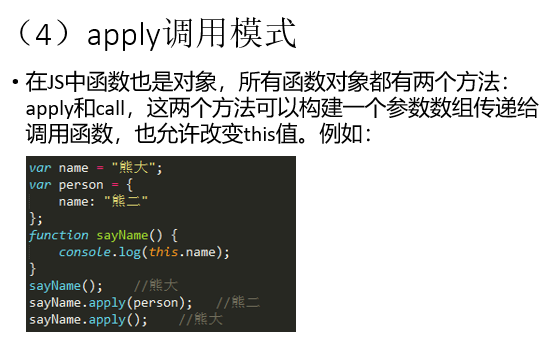 （4）apply调用模式
• 在JS中函数也是对象，所有函数对象都有两个方法：
apply和call，这两个方法可以构建一个参数数组传递给
调用函数，也允许改变this值。例如：
var name = "熊大";
var person = {
    name: "熊二"
};
function sayName() {
    console.log(this.name);
}
sayName();    //熊大
sayName.apply(person);   //熊二
sayName.apply();    //熊大